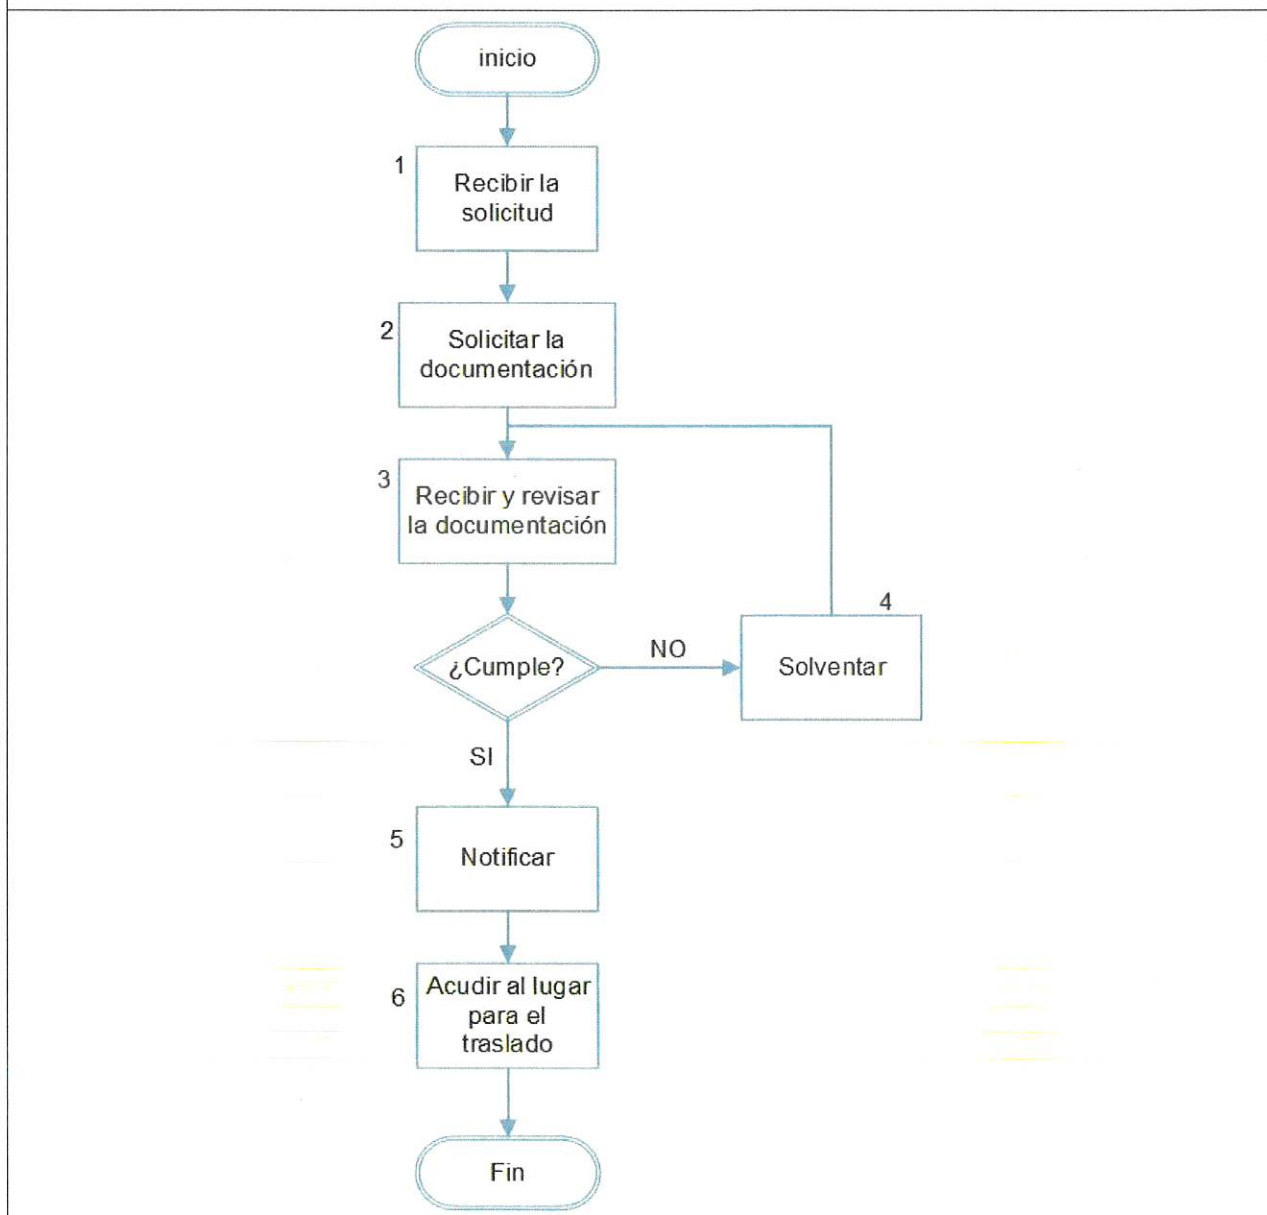 inicio
1
Recibir la
solicitud
2
Solicitar la
documentación
3
Recibir y revisar
la documentación
¿Cumple?
NO
4
Solventar
SI
5
Notificar
6
Acudir al lugar
para el
traslado
Fin